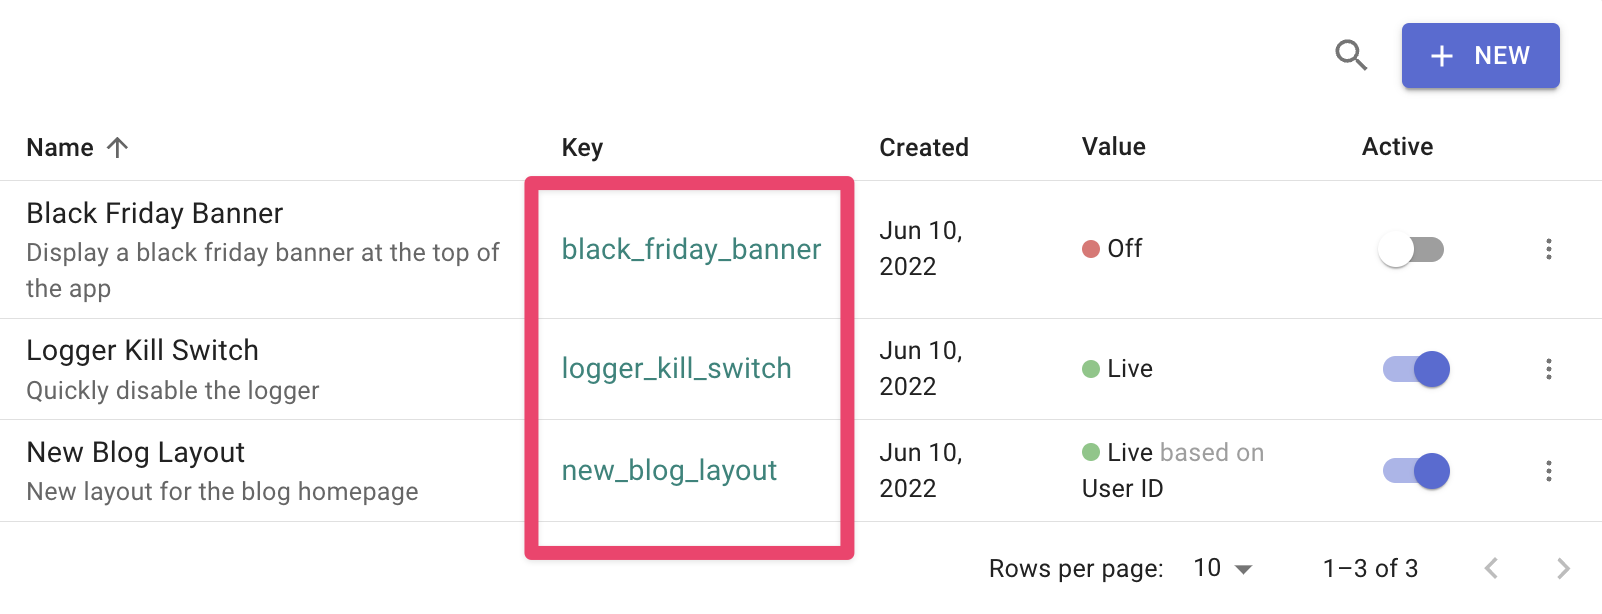 + NEW
Name ↑ Key Created Value Active
Black Friday Banner
Display a black friday banner at the top of
the app
black_friday_banner
Jun 10,
2022
Off
Logger Kill Switch
Quickly disable the logger
logger_kill_switch
Jun 10,
2022
Live
New Blog Layout
New layout for the blog homepage
new_blog_layout
Jun 10,
2022
Live based on
User ID
Rows per page: 10 1–3 of 3